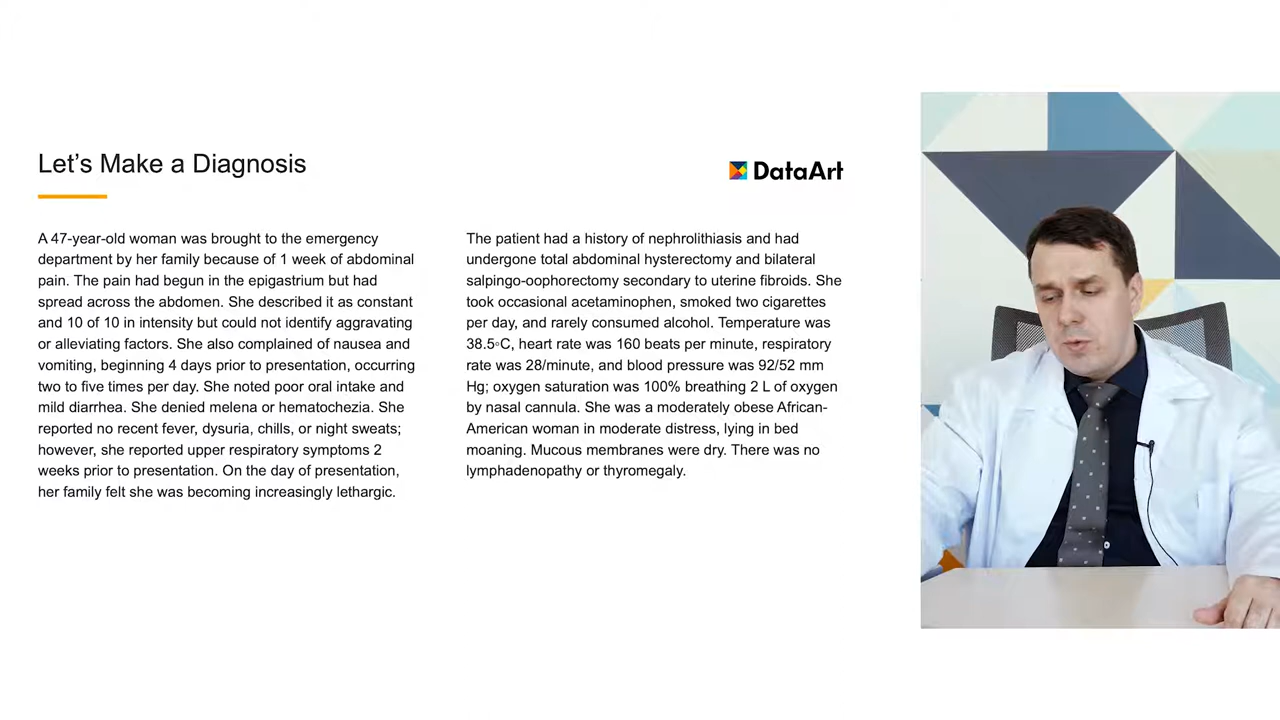 Let's Make a Diagnosis
DataArt
A 47-year-old woman was brought to the emergency
department by her family because of 1 week of abdominal
pain. The pain had begun in the epigastrium but had
spread across the abdomen. She described it as constant
and 10 of 10 in intensity but could not identify aggravating
or alleviating factors. She also complained of nausea and
vomiting, beginning 4 days prior to presentation, occurring
two to five times per day. She noted poor oral intake and
mild diarrhea. She denied melena or hematochezia. She
reported no recent fever, dysuria, chills, or night sweats;
however, she reported upper respiratory symptoms 2
weeks prior to presentation. On the day of presentation,
her family felt she was becoming increasingly lethargic.
The patient had a history of nephrolithiasis and had
undergone total abdominal hysterectomy and bilateral
salpingo-oophorectomy secondary to uterine fibroids. She
took occasional acetaminophen, smoked two cigarettes
per day, and rarely consumed alcohol. Temperature was
38.5◦C, heart rate was 160 beats per minute, respiratory
rate was 28/minute, and blood pressure was 92/52 mm
Hg; oxygen saturation was 100% breathing 2 L of oxygen
by nasal cannula. She was a moderately obese African-
American woman in moderate distress, lying in bed
moaning. Mucous membranes were dry. There was no
lymphadenopathy or thyromegaly.